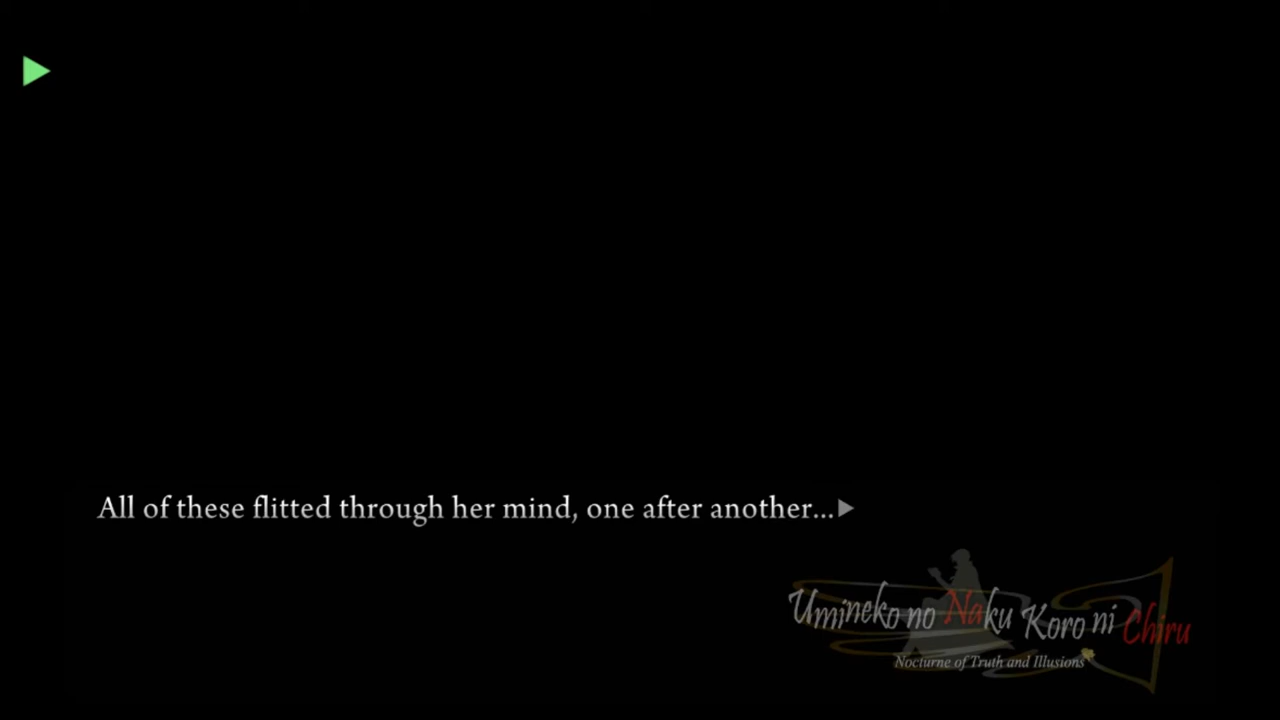 All of these flitted through her mind, one after another...
Umineko no Naku Koro ni Chiru
Nocturne of Truth and Illusions